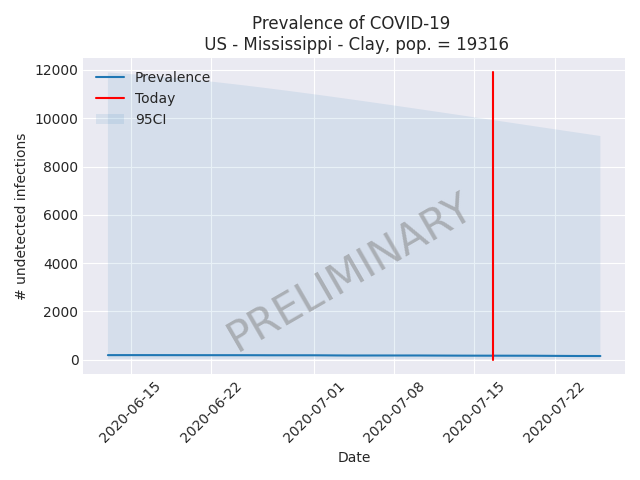 Prevalence of COVID-19
US - Mississippi - Clay, pop. = 19316
12000
10000
8000
6000
4000
2000
0
# undetected infections
Prevalence
Today
95CI
PRELIMINARY
2020-06-15
2020-06-22
2020-07-01
2020-07-08
2020-07-15
2020-07-22
Date